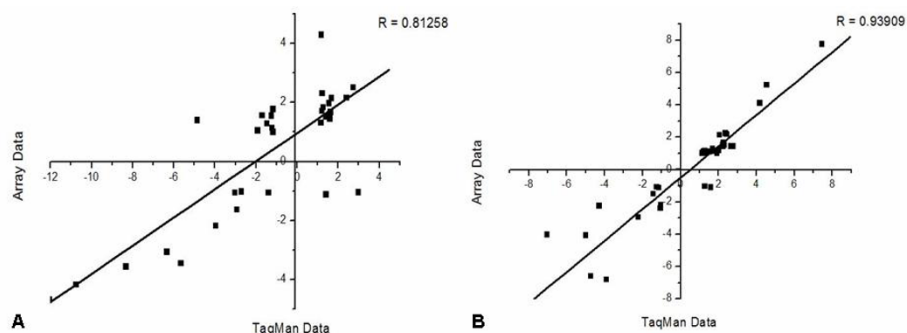 R = 0.81258
4
2
0
-2
-4
-12 -10 -8 -6 -4 -2 0 2 4
Array Data
TaqMan Data
A
R = 0.93909
8
6
4
2
0
-2
-4
-6
-8
-8 -6 -4 -2 0 2 4 6 8
Array Data
TaqMan Data
B